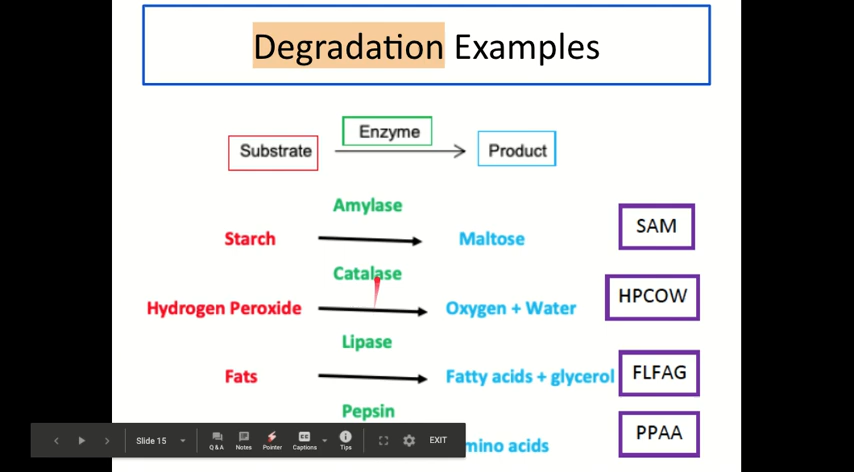 Degradation Examples
Enzyme
Substrate
Product
Amylase
Starch
Maltose
SAM
Catalase
Hydrogen Peroxide
Oxygen + Water
HPCOW
Lipase
Fats
Fatty acids + glycerol
FLFAG
Pepsin
PPAA
mino acids
Slide 15
Q & A
Notes
Pointer
CC
Captions
Tips
EXIT